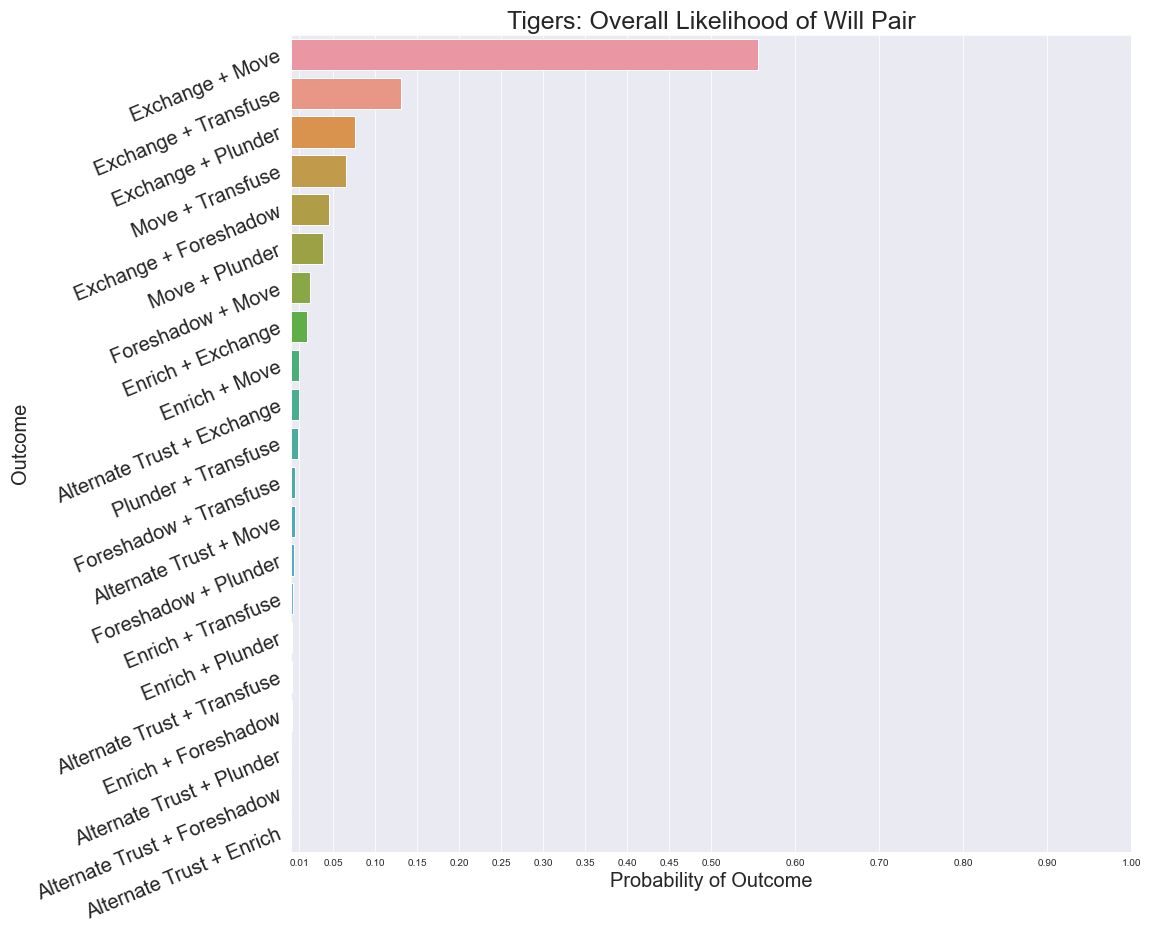 Tigers: Overall Likelihood of Will Pair
Exchange + Move
Exchange + Transfuse
Exchange + Plunder
Move + Transfuse
Exchange + Foreshadow
Move + Plunder
Foreshadow + Move
Enrich + Exchange
Enrich + Move
Alternate Trust + Exchange
Plunder + Transfuse
Foreshadow + Transfuse
Alternate Trust + Move
Foreshadow + Plunder
Enrich + Transfuse
Enrich + Plunder
Alternate Trust + Transfuse
Enrich + Foreshadow
Alternate Trust + Plunder
Alternate Trust + Foreshadow
Alternate Trust + Enrich
Outcome
0.01 0.05 0.10 0.15 0.20 0.25 0.30 0.35 0.40 0.45 0.50 0.60 0.70 0.80 0.90 1.00
Probability of Outcome